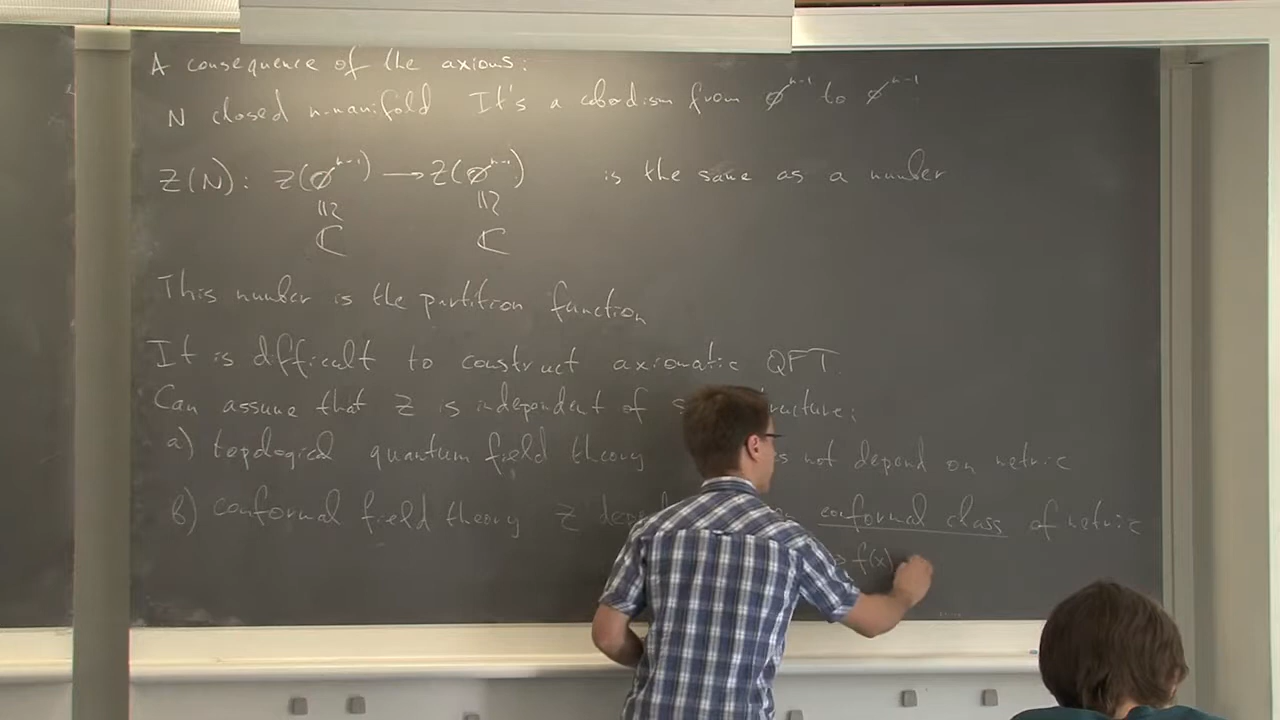 A consequence of the axioms:
N closed n-manifold It's a cobordism from ∅ⁿ⁻¹ to ∅ⁿ⁻¹
Z(N): Z(∅ⁿ⁻¹) → Z(∅ⁿ⁻¹) is the same as a number
≅ ≅
ℂ ℂ
This number is the partition function
It is difficult to construct axiomatic QFT.
Can assume that Z is independent of
a) topological quantum field theory not depend on metric
b) conformal field theory Z conformal class of metric
f(x)